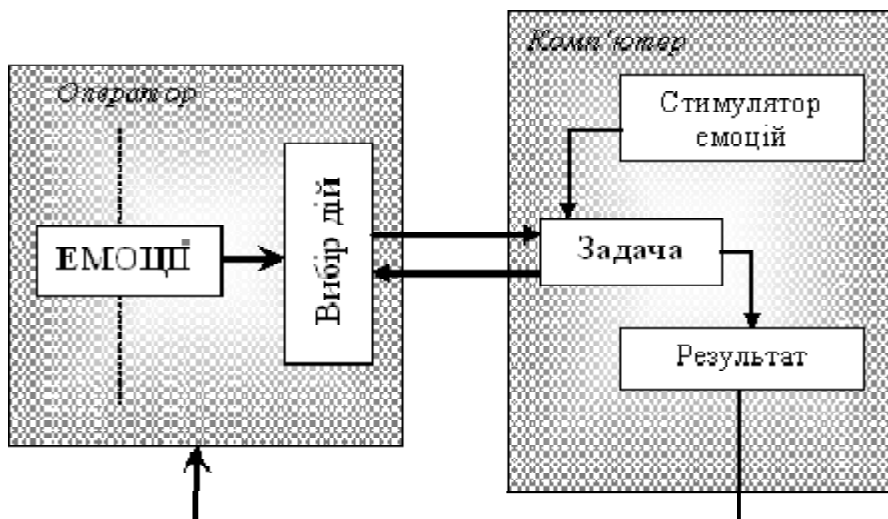 Комп'ютер
Оператор
Стимулятор
емоцій
ЕМОЦІЇ
Вибір дій
Задача
Результат